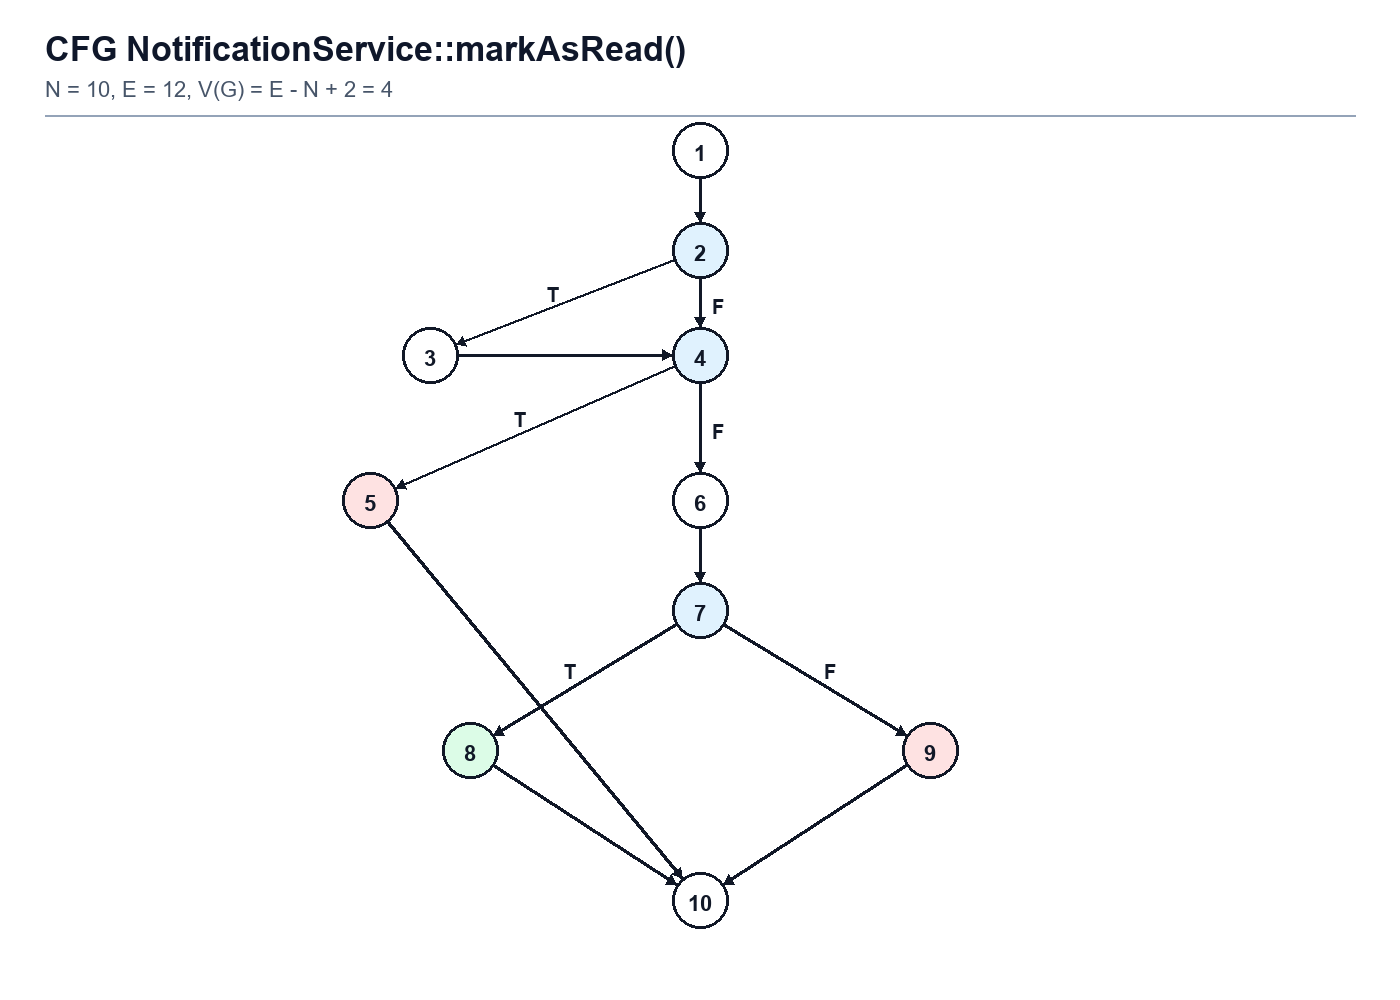 CFG NotificationService::markAsRead()
N = 10, E = 12, V(G) = E - N + 2 = 4
1
2
T
F
3
4
T
F
5
6
7
T
F
8
9
10